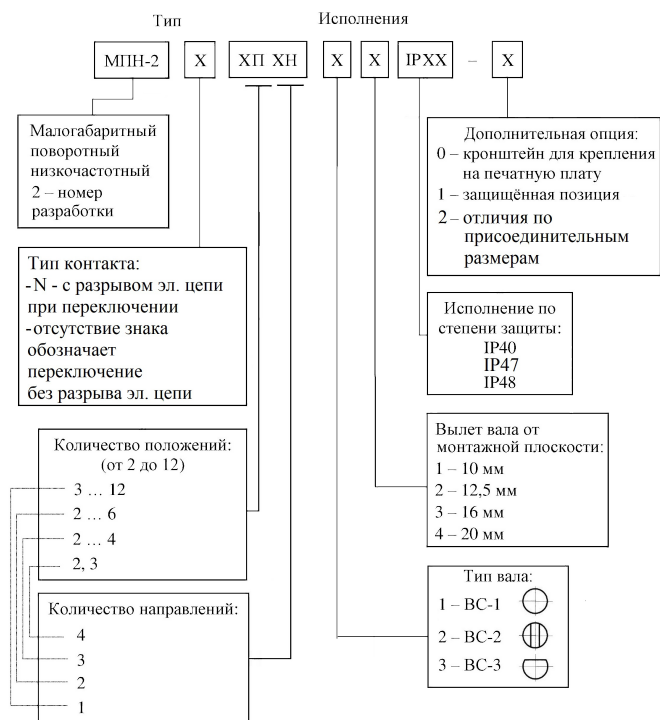 Тип
Исполнения
МПН-2
Х
ХП ХН
Х
Х
IPXX
–
Х
Малогабаритный
поворотный
низкочастотный
2 – номер
разработки
Дополнительная опция:
0 – кронштейн для крепления
на печатную плату
1 – защищённая позиция
2 – отличия по
присоединительным
размерам
Тип контакта:
-N - с разрывом эл. цепи
при переключении
-отсутствие знака
обозначает
переключение
без разрыва эл. цепи
Исполнение по
степени защиты:
IP40
IP47
IP48
Количество положений:
(от 2 до 12)
3 … 12
2 … 6
2 … 4
2, 3
Вылет вала от
монтажной плоскости:
1 – 10 мм
2 – 12,5 мм
3 – 16 мм
4 – 20 мм
Количество направлений:
4
3
2
1
Тип вала:
1 – ВС-1
2 – ВС-2
3 – ВС-3